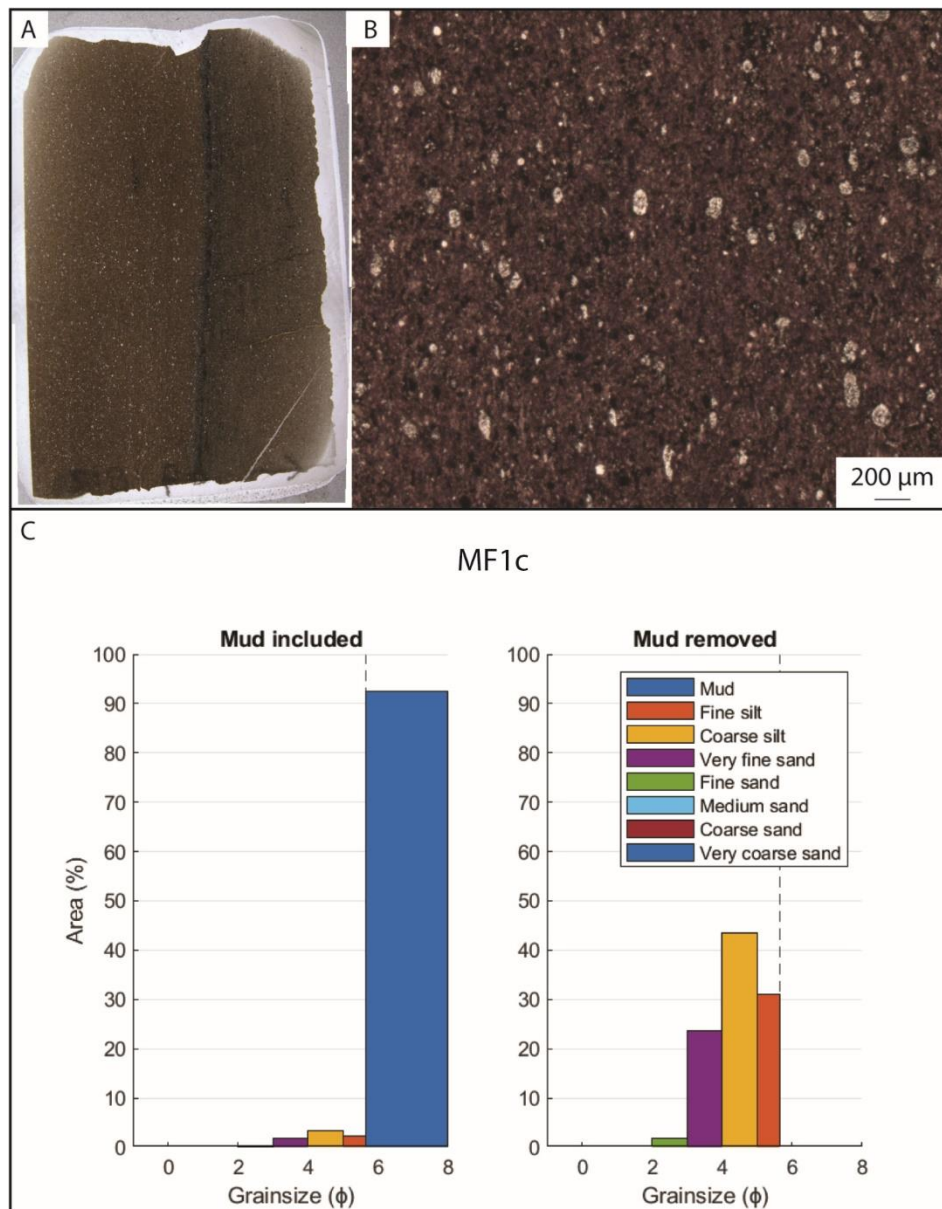 A
B
200 µm
C
MF1c
Mud included
Mud removed
100
90
80
70
60
50
40
30
20
10
0
Area (%)
0 2 4 6 8
Grainsize (ϕ)
100
90
80
70
60
50
40
30
20
10
0
Mud
Fine silt
Coarse silt
Very fine sand
Fine sand
Medium sand
Coarse sand
Very coarse sand
0 2 4 6 8
Grainsize (ϕ)